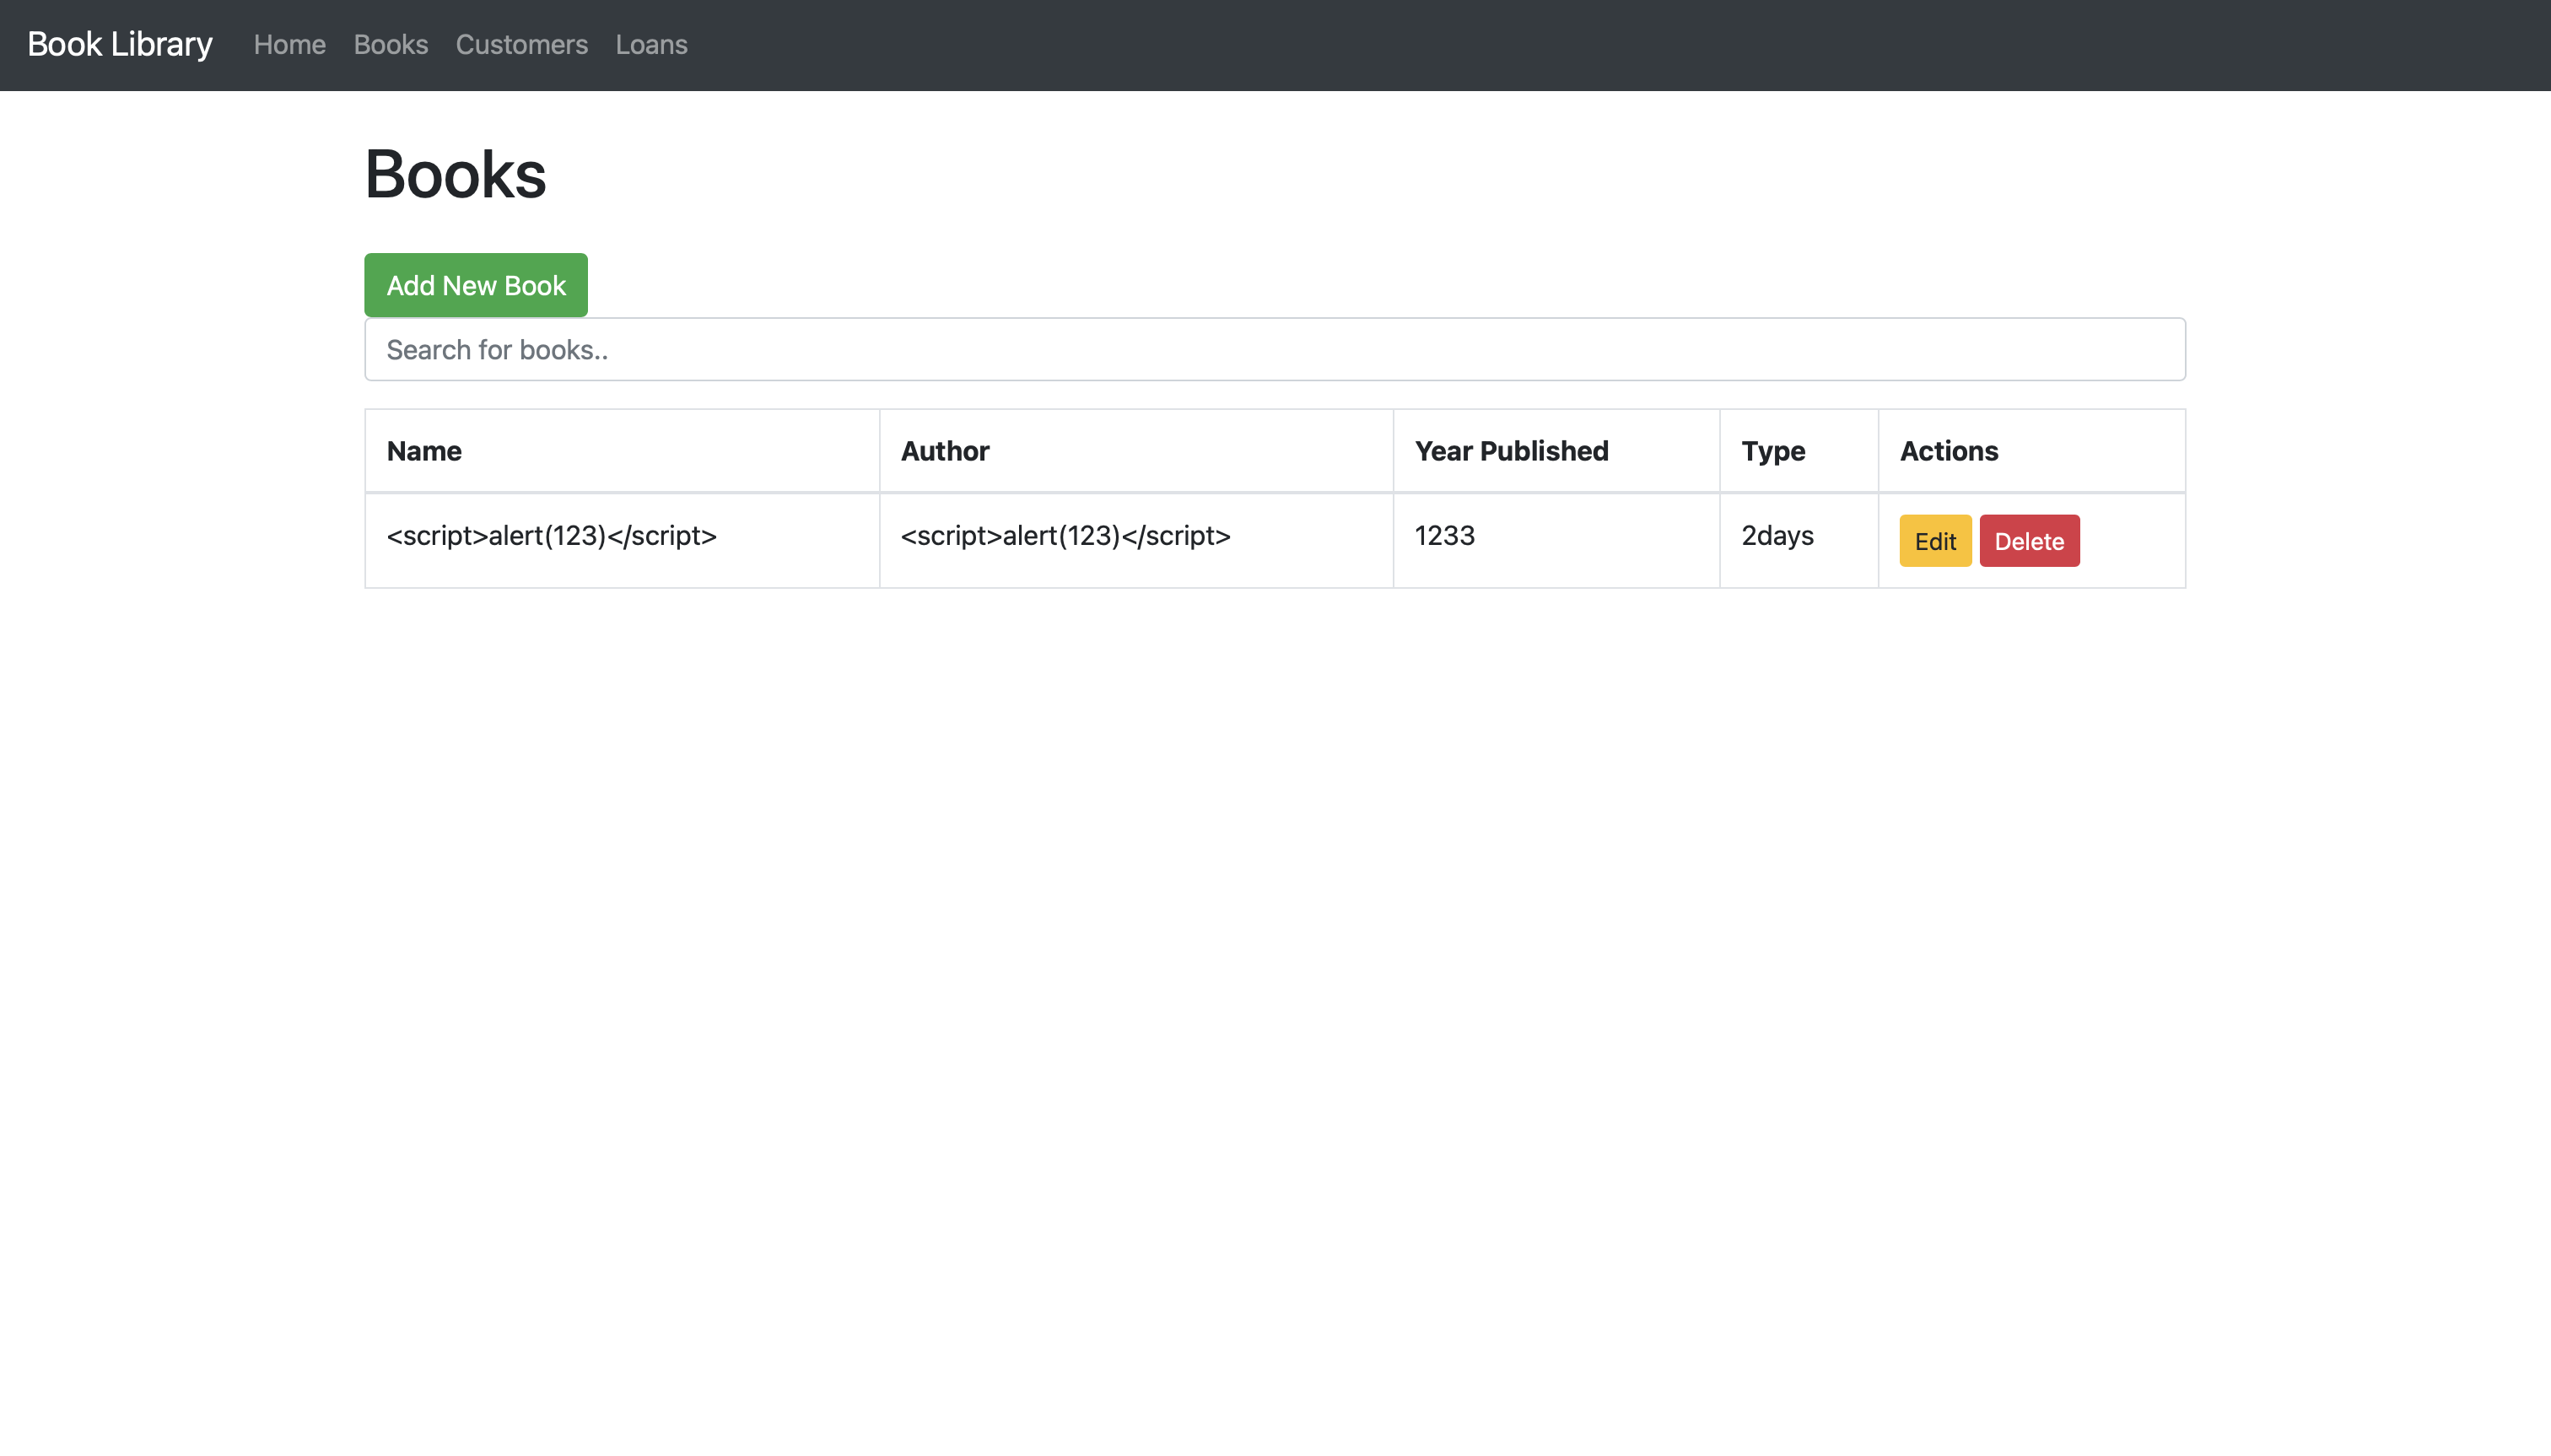 Book Library Home Books Customers Loans
Books
Add New Book
Search for books..
Name Author Year Published Type Actions
<script>alert(123)</script> <script>alert(123)</script> 1233 2days Edit Delete